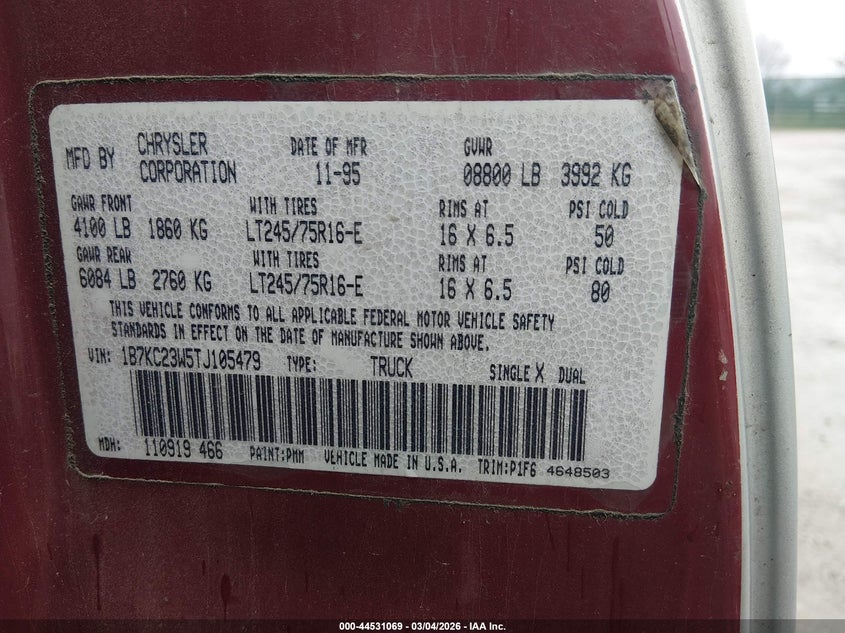 MFD BY CHRYSLER CORPORATION DATE OF MFR 11-95 GVWR 08800 LB 3992 KG
GAWR FRONT WITH TIRES RIMS AT PSI COLD
4100 LB 1860 KG LT245/75R16-E 16 X 6.5 50
GAWR REAR WITH TIRES RIMS AT PSI COLD
6084 LB 2760 KG LT245/75R16-E 16 X 6.5 80
THIS VEHICLE CONFORMS TO ALL APPLICABLE FEDERAL MOTOR VEHICLE SAFETY
STANDARDS IN EFFECT ON THE DATE OF MANUFACTURE SHOWN ABOVE.
VIN: 1B7KC23W5TJ105479 TYPE: TRUCK SINGLE X DUAL
MDH: 110919 466 PAINT:PMM VEHICLE MADE IN U.S.A. TRIM:P1F6 4648503
000-44531069 - 03/04/2026 - IAA Inc.